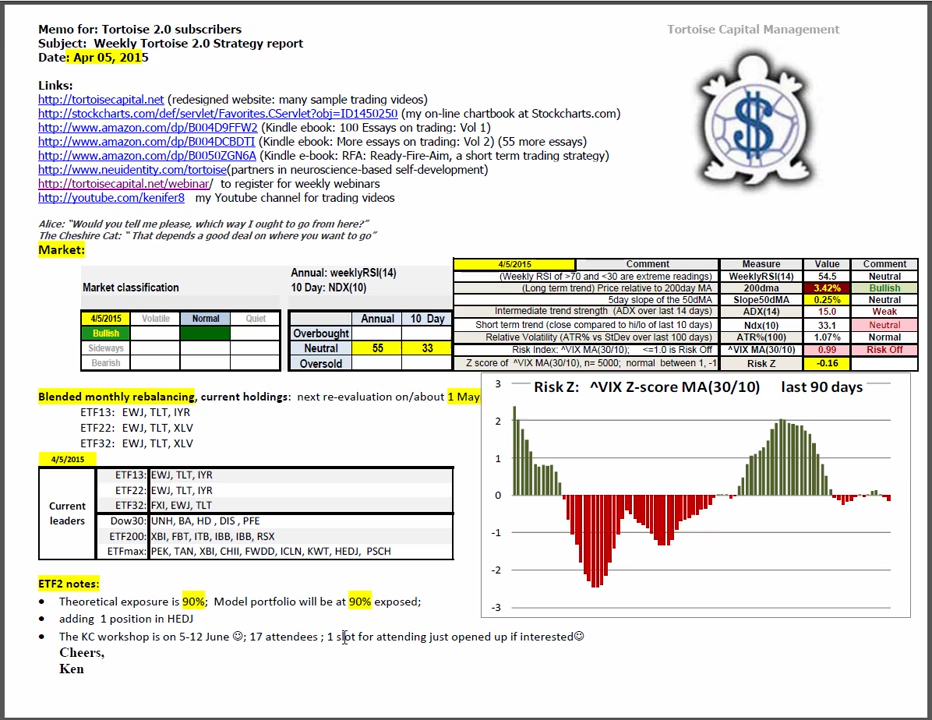 Memo for: Tortoise 2.0 subscribers
Subject: Weekly Tortoise 2.0 Strategy report
Date: Apr 05, 2015
Tortoise Capital Management
$
Links:
http://tortoisecapital.net (redesigned website: many sample trading videos)
http://stockcharts.com/def/servlet/Favorites.CServlet?obj=ID1450250 (my on-line chartbook at Stockcharts.com)
http://www.amazon.com/dp/B004D9FFW2 (Kindle ebook: 100 Essays on trading: Vol 1)
http://www.amazon.com/dp/B004DCBDTI (Kindle ebook: More essays on trading: Vol 2) (55 more essays)
http://www.amazon.com/dp/B0050ZGN6A (Kindle e-book: RFA: Ready-Fire-Aim, a short term trading strategy)
http://www.neuidentity.com/tortoise(partners in neuroscience-based self-development)
http://tortoisecapital.net/webinar/ to register for weekly webinars
http://youtube.com/kenifer8 my Youtube channel for trading videos
Alice: "Would you tell me please, which way I ought to go from here?"
The Cheshire Cat: " That depends a good deal on where you want to go"
Market:
Market classification
4/5/2015 Volatile Normal Quiet
Bullish
Sideways
Bearish
Annual: weeklyRSI(14)
10 Day: NDX(10)
Annual 10 Day
Overbought
Neutral 55 33
Oversold
4/5/2015 Comment Measure Value Comment
(Weekly RSI of >70 and <30 are extreme readings) WeeklyRSI(14) 54.5 Neutral
(Long term trend) Price relative to 200day MA 200dma 3.42% Bullish
5day slope of the 50dMA Slope50dMA 0.25% Neutral
Intermediate trend strength (ADX over last 14 days) ADX(14) 15.0 Weak
Short term trend (close compared to hi/lo of last 10 days) Ndx(10) 33.1 Neutral
Relative Volatility (ATR% vs StDev over last 100 days) ATR%(100) 1.07% Normal
Risk Index: ^VIX MA(30/10); <=1.0 is Risk Off ^VIX MA(30/10) 0.99 Risk Off
Z score of ^VIX MA(30/10), n= 5000; normal between 1, -1 Risk Z -0.16
Blended monthly rebalancing, current holdings: next re-evaluation on/about 1 May
ETF13: EWJ, TLT, IYR
ETF22: EWJ, TLT, XLV
ETF32: EWJ, TLT, XLV
4/5/2015
Current leaders
ETF13: EWJ, TLT, IYR
ETF22: EWJ, TLT, IYR
ETF32: FXI, EWJ, TLT
Dow30: UNH, BA, HD , DIS , PFE
ETF200: XBI, FBT, ITB, IBB, IBB, RSX
ETFmax: PEK, TAN, XBI, CHII, FWDD, ICLN, KWT, HEDJ, PSCH
Risk Z: ^VIX Z-score MA(30/10) last 90 days
3
2
1
0
-1
-2
-3
ETF2 notes:
• Theoretical exposure is 90%; Model portfolio will be at 90% exposed;
• adding 1 position in HEDJ
• The KC workshop is on 5-12 June ☺; 17 attendees ; 1 slot for attending just opened up if interested☺
Cheers,
Ken